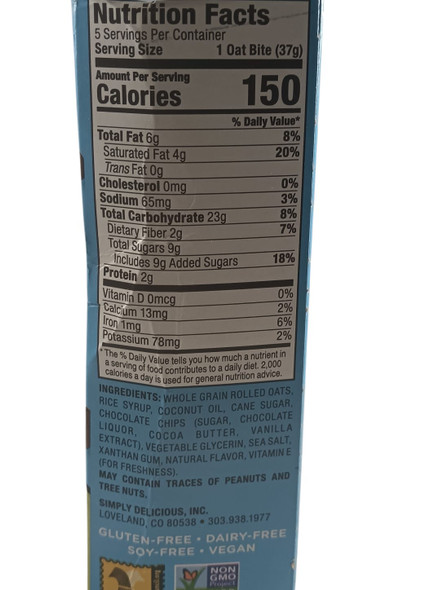 Nutrition Facts
5 Servings Per Container
Serving Size 1 Oat Bite (37g)
Amount Per Serving
Calories 150
% Daily Value*
Total Fat 6g 8%
Saturated Fat 4g 20%
Trans Fat 0g
Cholesterol 0mg 0%
Sodium 65mg 3%
Total Carbohydrate 23g 8%
Dietary Fiber 2g 7%
Total Sugars 9g
Includes 9g Added Sugars 18%
Protein 2g
Vitamin D 0mcg 0%
Calcium 13mg 2%
Iron 1mg 6%
Potassium 78mg 2%
*The % Daily Value tells you how much a nutrient in
a serving of food contributes to a daily diet. 2,000
calories a day is used for general nutrition advice.
INGREDIENTS: WHOLE GRAIN ROLLED OATS,
RICE SYRUP, COCONUT OIL, CANE SUGAR,
CHOCOLATE CHIPS (SUGAR, CHOCOLATE
LIQUOR, COCOA BUTTER, VANILLA
EXTRACT), VEGETABLE GLYCERIN, SEA SALT,
XANTHAN GUM, NATURAL FLAVOR, VITAMIN E
(FOR FRESHNESS).
MAY CONTAIN TRACES OF PEANUTS AND
TREE NUTS.
SIMPLY DELICIOUS, INC.
LOVELAND, CO 80538 • 303.938.1977
GLUTEN-FREE • DAIRY-FREE
SOY-FREE • VEGAN
NON
GMO
Project